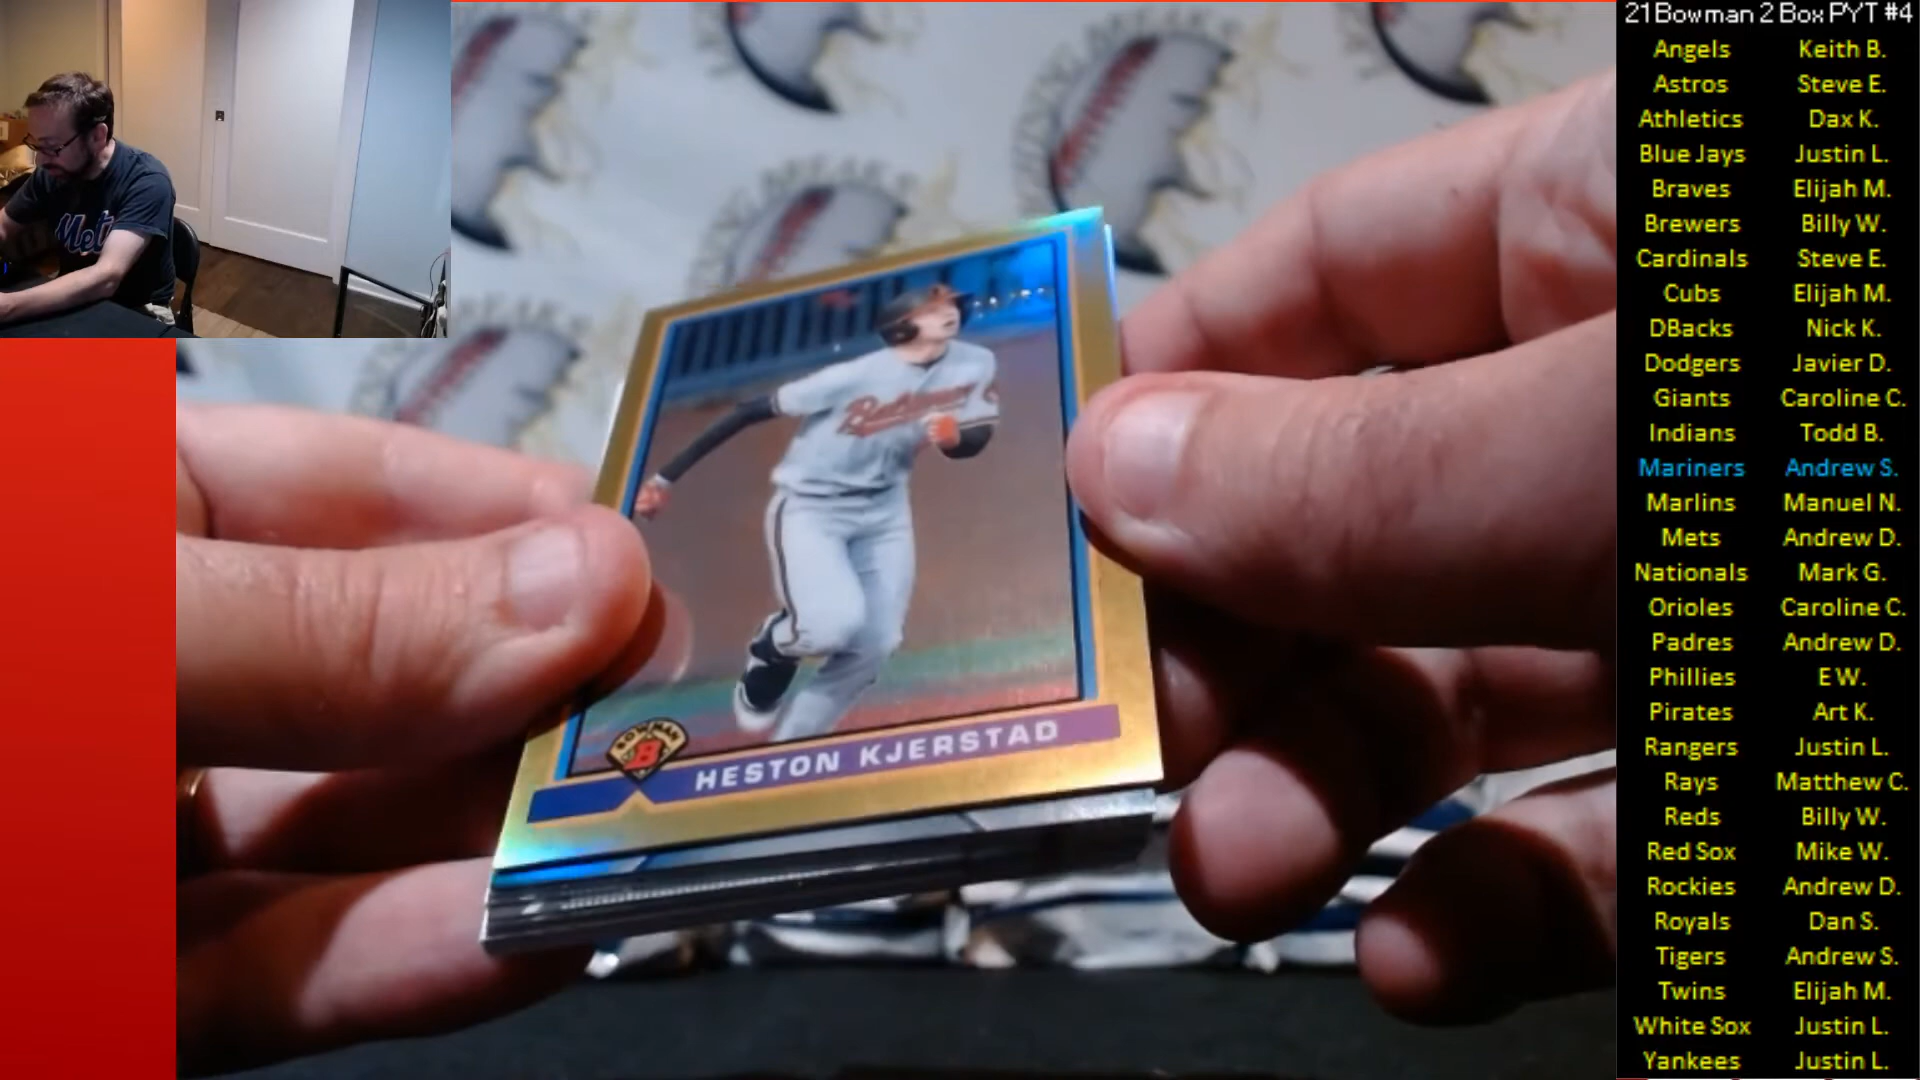 21 Bowman 2 Box PYT #4
Angels Keith B.
Astros Steve E.
Athletics Dax K.
Blue Jays Justin L.
Braves Elijah M.
Brewers Billy W.
Cardinals Steve E.
Cubs Elijah M.
DBacks Nick K.
Dodgers Javier D.
Giants Caroline C.
Indians Todd B.
Mariners Andrew S.
Marlins Manuel N.
Mets Andrew D.
Nationals Mark G.
Orioles Caroline C.
Padres Andrew D.
Phillies E W.
Pirates Art K.
Rangers Justin L.
Rays Matthew C.
Reds Billy W.
Red Sox Mike W.
Rockies Andrew D.
Royals Dan S.
Tigers Andrew S.
Twins Elijah M.
White Sox Justin L.
Yankees Justin L.
Mets
Baltimore
BOWMAN
B
HESTON KJERSTAD